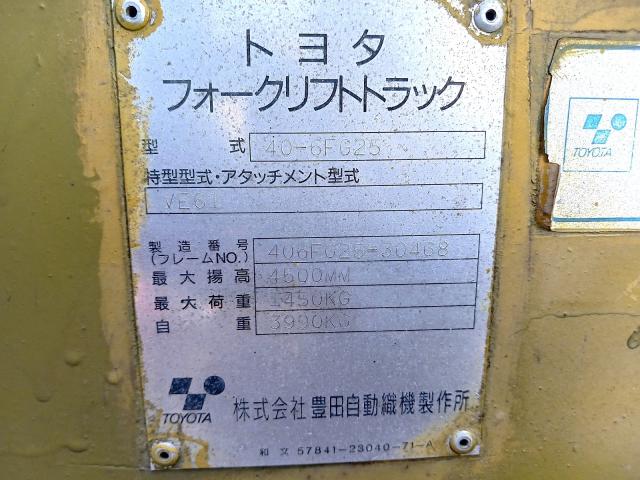 トヨタ
フォークリフトトラック
型式 40-6FG25
特型型式・アタッチメント型式
VE61
製造番号
(フレームNO.) 406FG25-30468
最大揚高 4500MM
最大荷重 1450KG
自重 3990KG
TOYOTA
株式会社豊田自動織機製作所
和文 57841-23040-71-A
TOYOTA